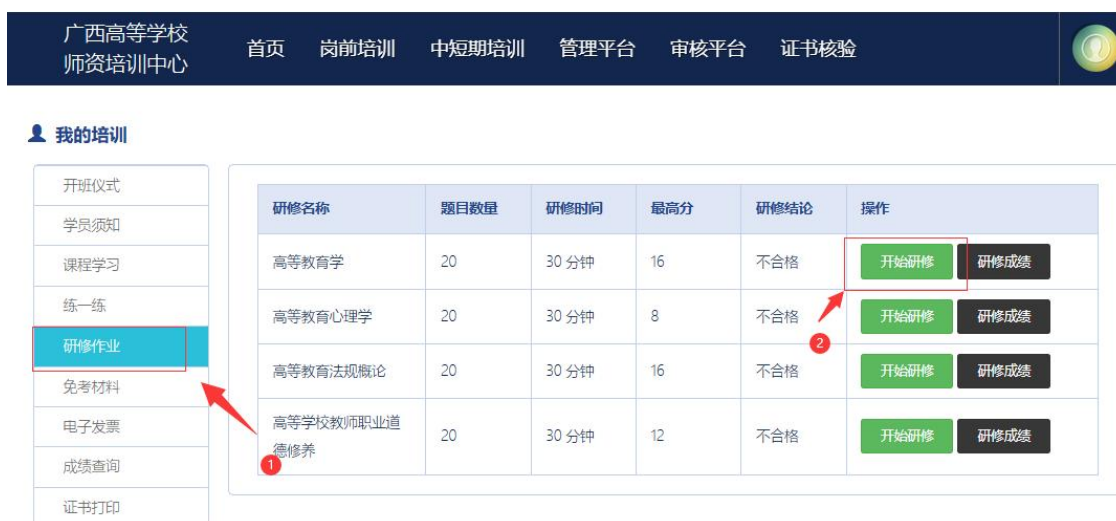 广西高等学校
师资培训中心
首页 岗前培训 中短期培训 管理平台 审核平台 证书核验
我的培训
开班仪式
学员须知
课程学习
练一练
研修作业
免考材料
电子发票
成绩查询
证书打印
研修名称 题目数量 研修时间 最高分 研修结论 操作
高等教育学 20 30 分钟 16 不合格 开始研修 研修成绩
高等教育心理学 20 30 分钟 8 不合格 开始研修 研修成绩
2
高等教育法规概论 20 30 分钟 16 不合格 开始研修 研修成绩
高等学校教师职业道
德修养 20 30 分钟 12 不合格 开始研修 研修成绩
1